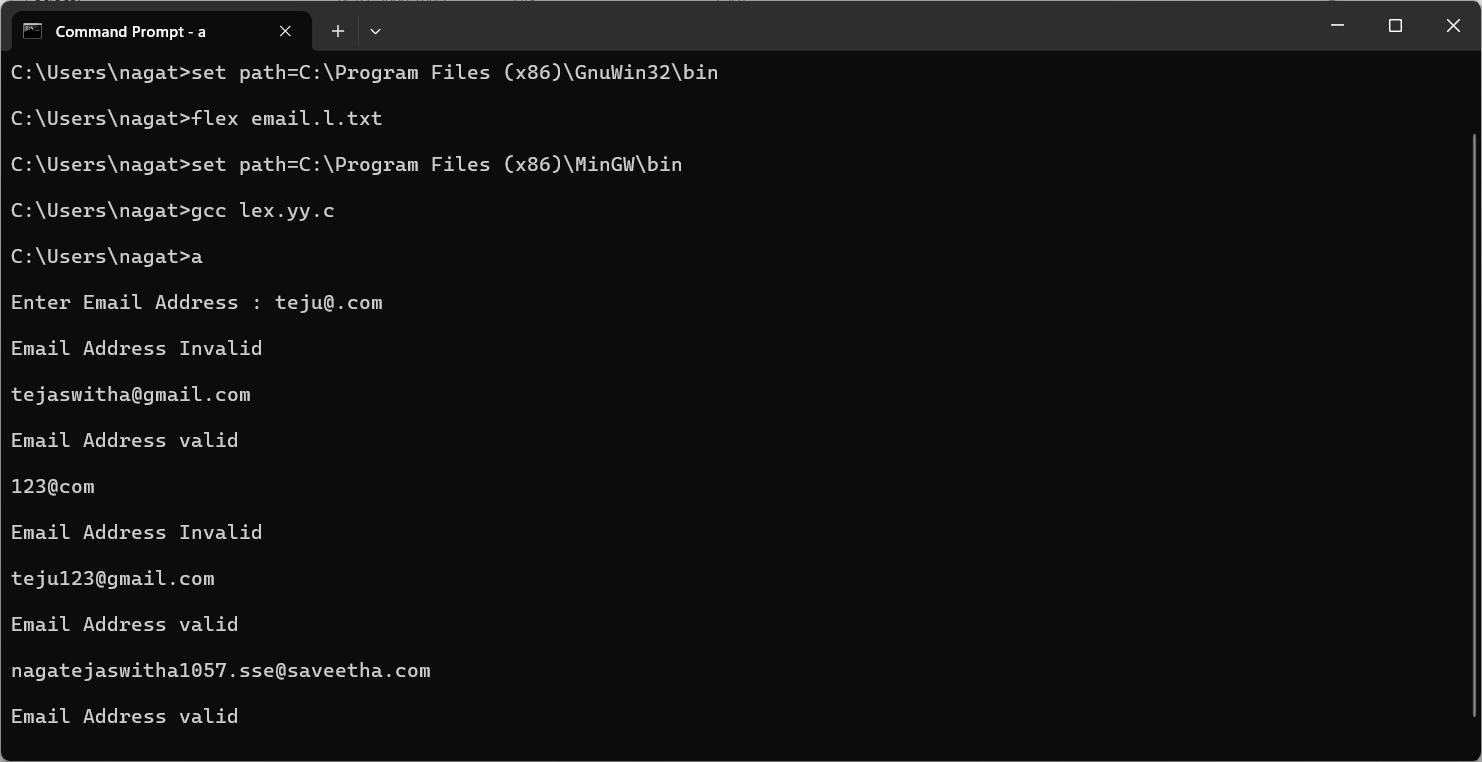 Command Prompt - a
C:\Users\nagat>set path=C:\Program Files (x86)\GnuWin32\bin
C:\Users\nagat>flex email.l.txt
C:\Users\nagat>set path=C:\Program Files (x86)\MinGW\bin
C:\Users\nagat>gcc lex.yy.c
C:\Users\nagat>a
Enter Email Address : teju@.com
Email Address Invalid
tejaswitha@gmail.com
Email Address valid
123@com
Email Address Invalid
teju123@gmail.com
Email Address valid
nagatejaswitha1057.sse@saveetha.com
Email Address valid